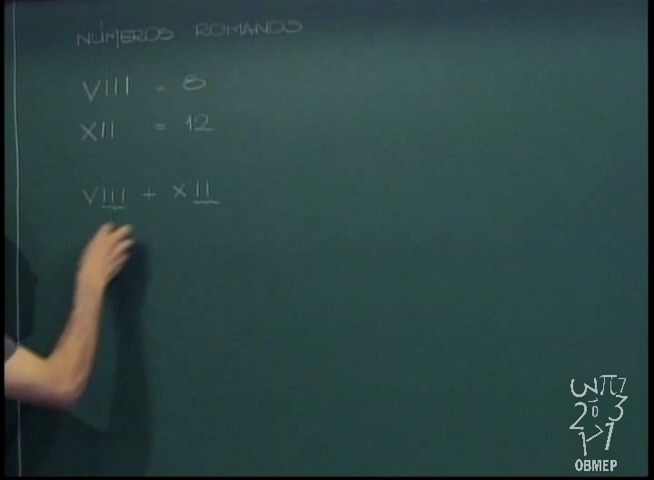 NÚMEROS ROMANOS
VIII = 8
XII = 12
VIII + XII
OBMEP